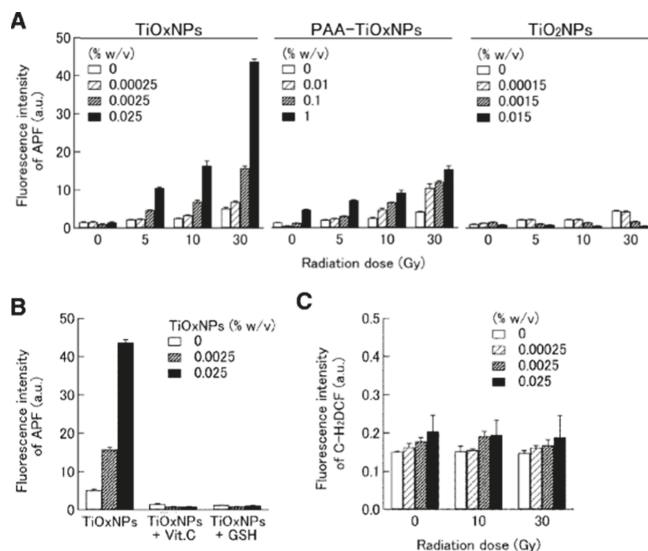 A
TiOxNPs
PAA-TiOxNPs
TiO₂NPs
Fluorescence intensity
of APF (a.u.)
50
40
30
20
10
0
(% w/v)
0
0.00025
0.0025
0.025
(% w/v)
0
0.01
0.1
1
(% w/v)
0
0.00015
0.0015
0.015
0 5 10 30
0 5 10 30
0 5 10 30
Radiation dose (Gy)
B
Fluorescence intensity
of APF (a.u.)
50
40
30
20
10
0
TiOxNPs (% w/v)
0
0.0025
0.025
TiOxNPs
TiOxNPs
+ Vit.C
TiOxNPs
+ GSH
C
Fluorescence intensity
of C-H₂DCF (a.u.)
0.5
0.4
0.3
0.2
0.1
0.0
(% w/v)
0
0.00025
0.0025
0.025
0 10 30
Radiation dose (Gy)